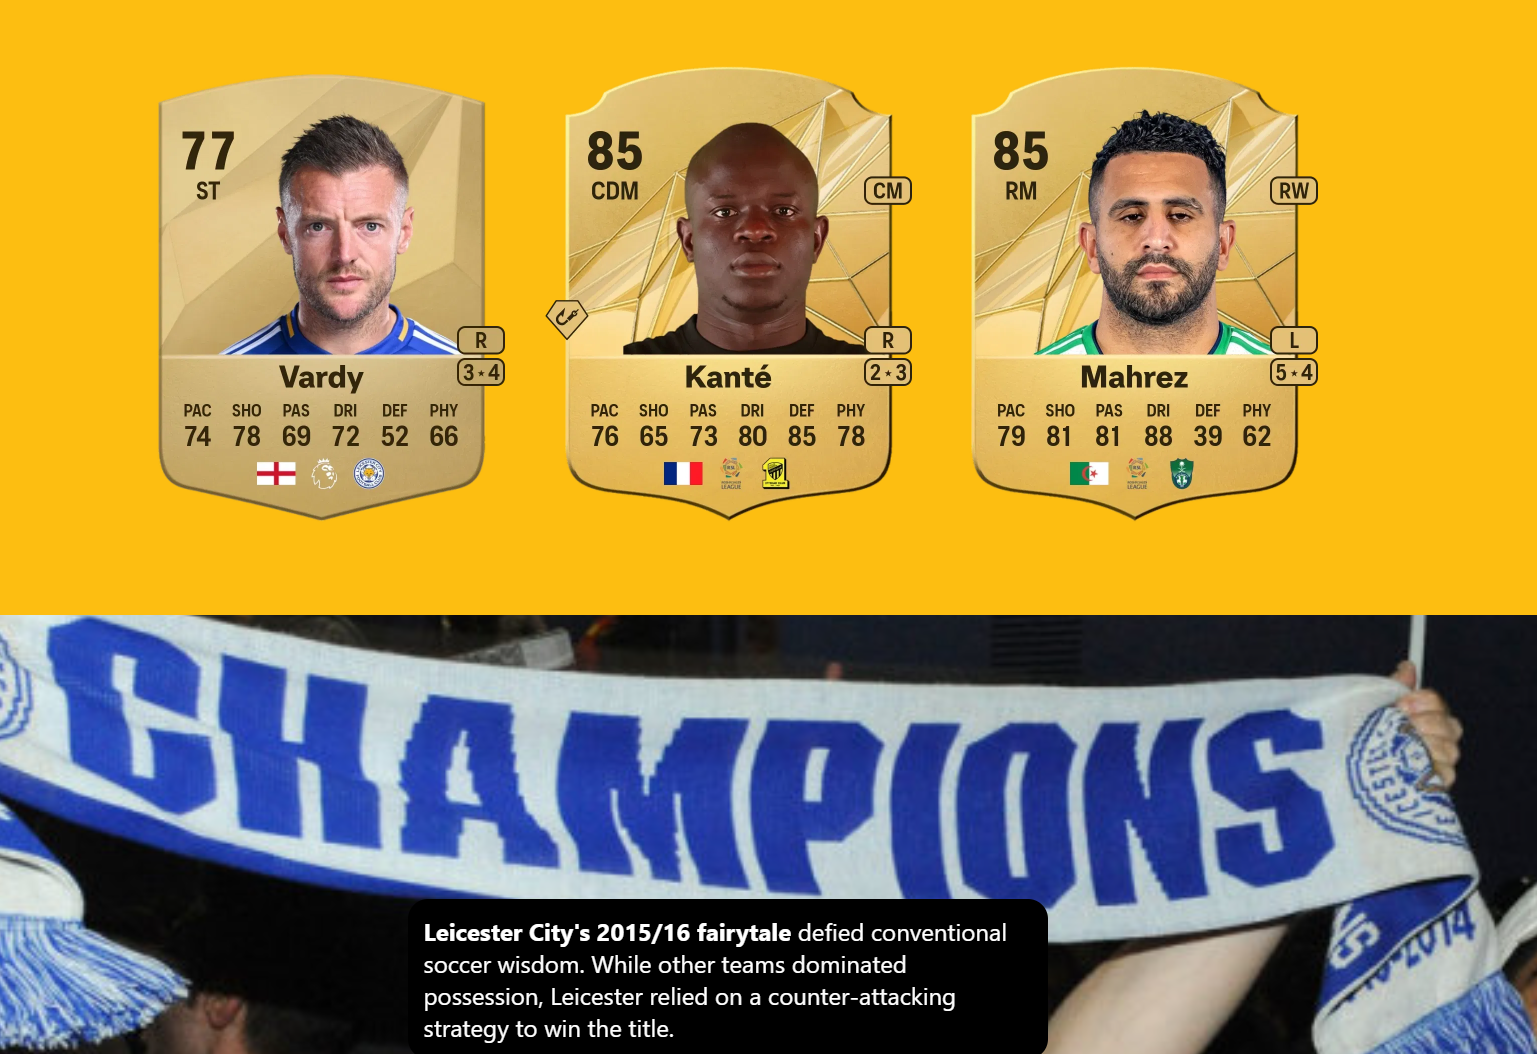 77
ST
R
3★4
Vardy
PAC SHO PAS DRI DEF PHY
74 78 69 72 52 66
85
CDM
CM
R
2★3
Kanté
PAC SHO PAS DRI DEF PHY
76 65 73 80 85 78
85
RM
RW
L
5★4
Mahrez
PAC SHO PAS DRI DEF PHY
79 81 81 88 39 62
CHAMPIONS
Leicester City's 2015/16 fairytale defied conventional
soccer wisdom. While other teams dominated
possession, Leicester relied on a counter-attacking
strategy to win the title.